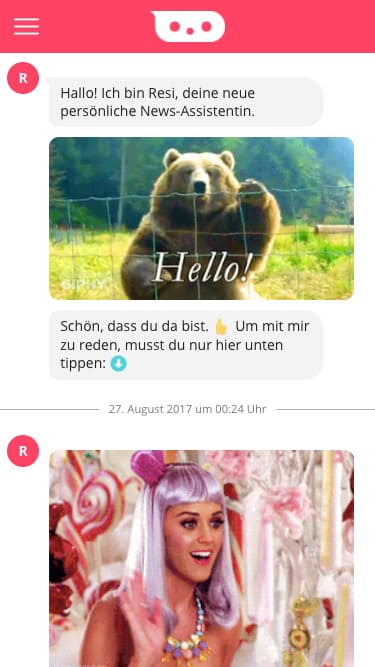 R
Hallo! Ich bin Resi, deine neue
persönliche News-Assistentin.
Hello!
GIPHY
Schön, dass du da bist. 👍 Um mit mir
zu reden, musst du nur hier unten
tippen: ⬇
27. August 2017 um 00:24 Uhr
R